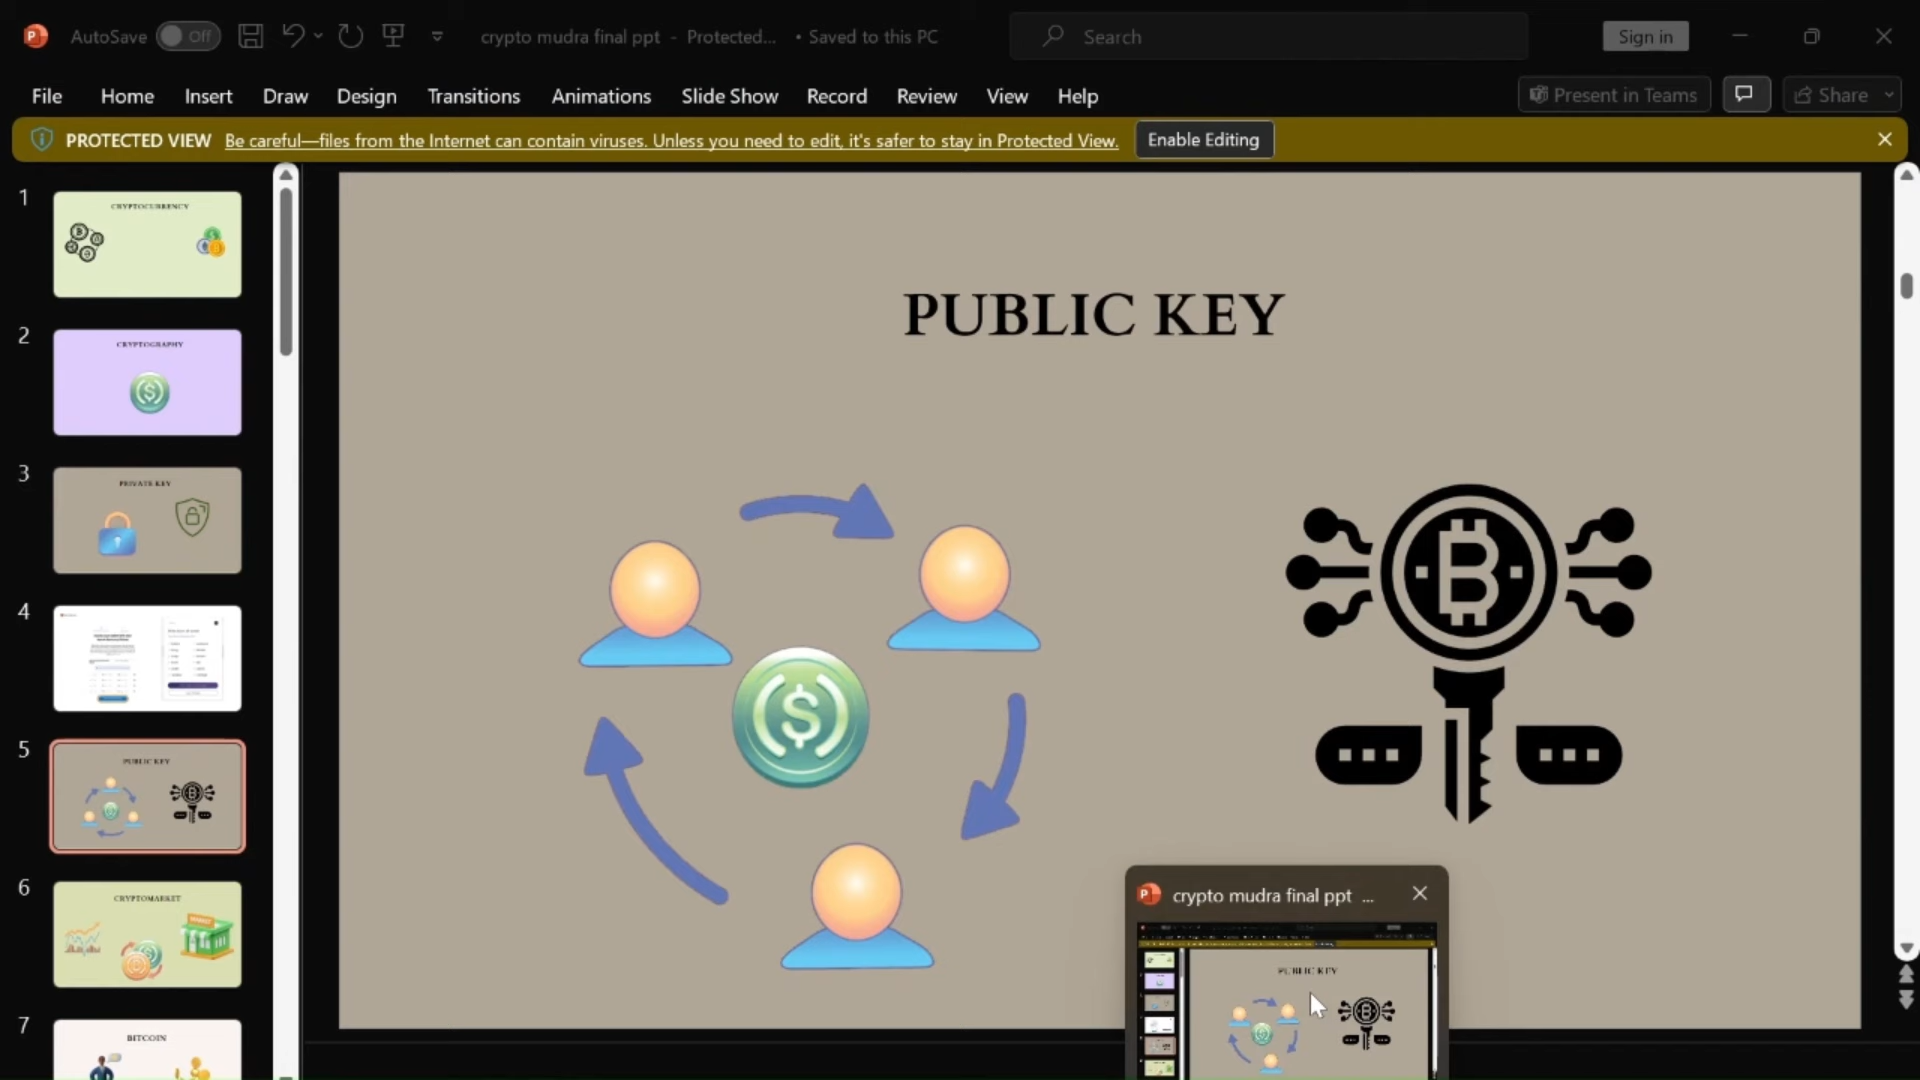 AutoSave Off crypto mudra final ppt - Protected... • Saved to this PC Search Sign in
File Home Insert Draw Design Transitions Animations Slide Show Record Review View Help Present in Teams Share
PROTECTED VIEW Be careful—files from the Internet can contain viruses. Unless you need to edit, it's safer to stay in Protected View. Enable Editing
1
CRYPTOCURRENCY
2
CRYPTOGRAPHY
3
PRIVATE KEY
4
5
PUBLIC KEY
6
CRYPTOMARKET
7
BITCOIN
PUBLIC KEY
crypto mudra final ppt ...
PUBLIC KEY